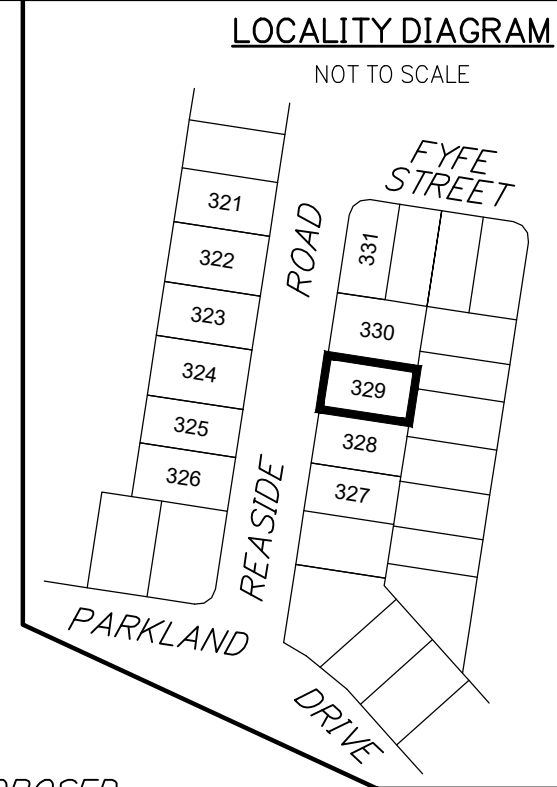 LOCALITY DIAGRAM
NOT TO SCALE
FYFE
STREET
321
322
323
324
325
326
ROAD
REASIDE
331
330
329
328
327
PARKLAND
DRIVE